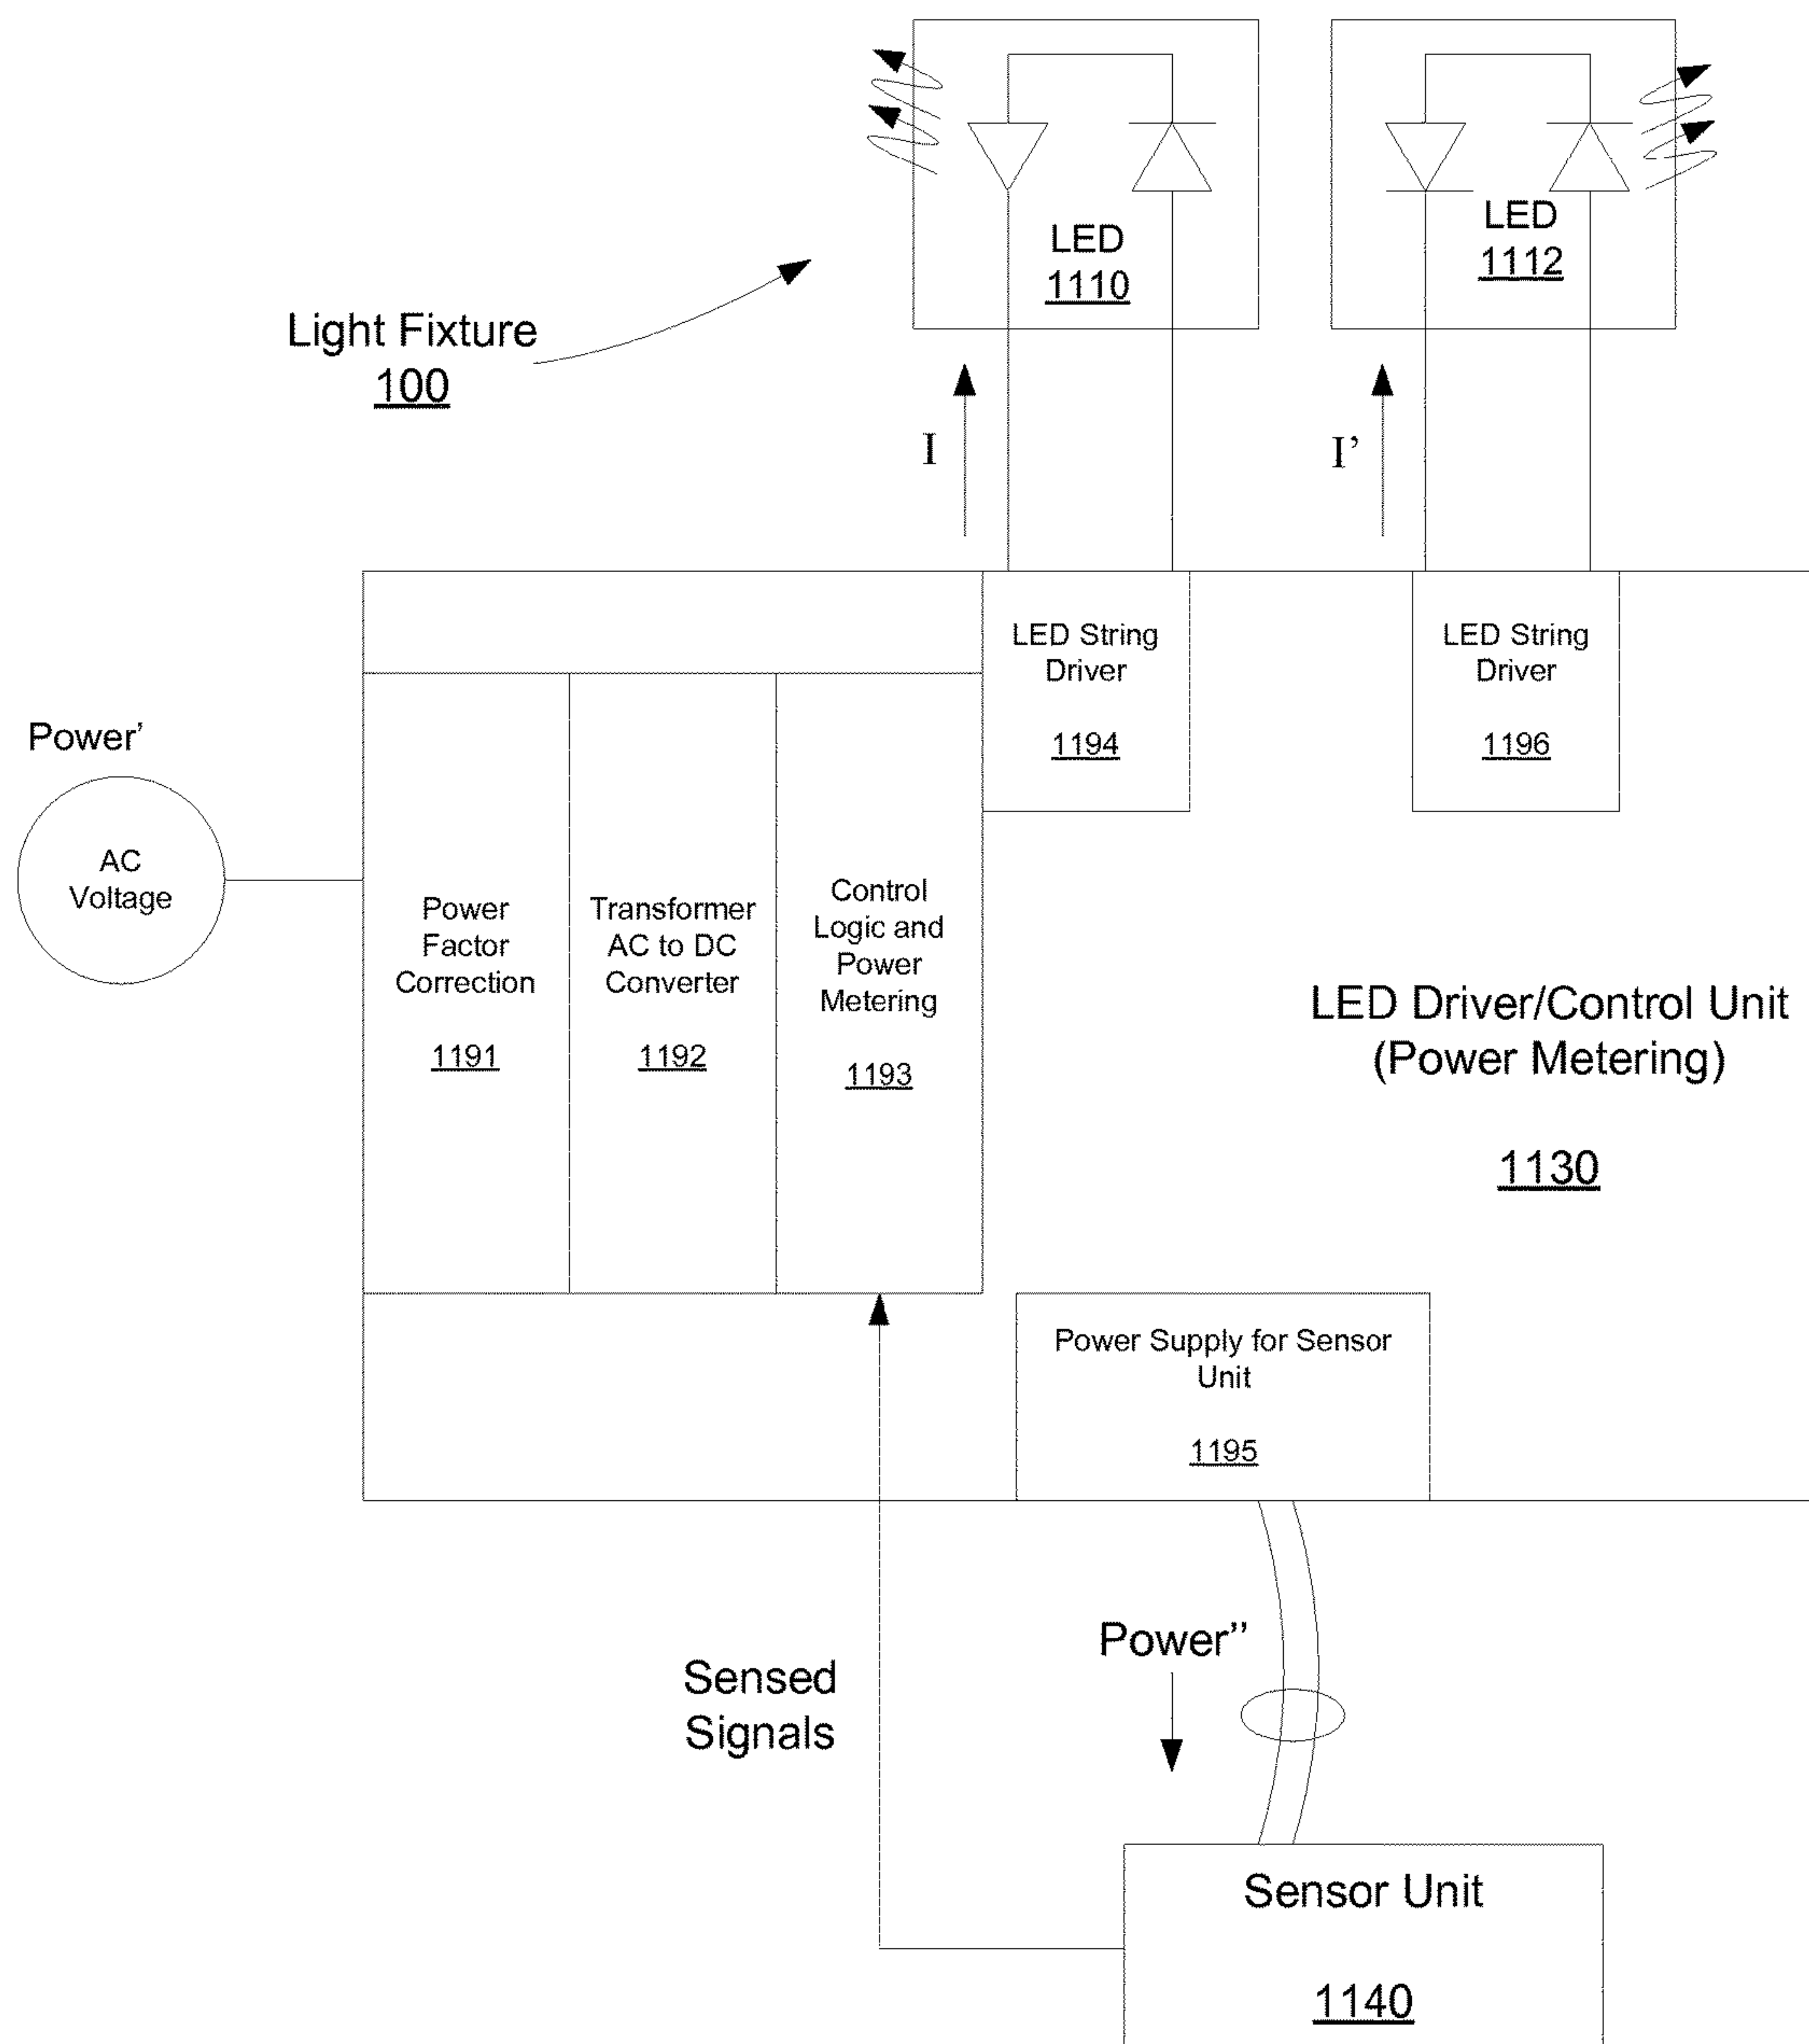 LED
1110
LED
1112
Light Fixture
100
I
I’
LED String
Driver
1194
LED String
Driver
1196
Power’
AC
Voltage
Power
Factor
Correction
1191
Transformer
AC to DC
Converter
1192
Control
Logic and
Power
Metering
1193
LED Driver/Control Unit
(Power Metering)
1130
Power Supply for Sensor
Unit
1195
Power’’
Sensed
Signals
Sensor Unit
1140